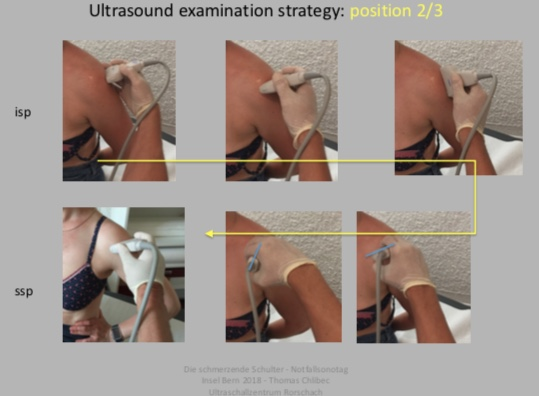 Ultrasound examination strategy: position 2/3
isp
ssp
Die schmerzende Schulter - Notfallsonotag
Insel Bern 2018 - Thomas Chlibec
Ultraschallzentrum Rorschach